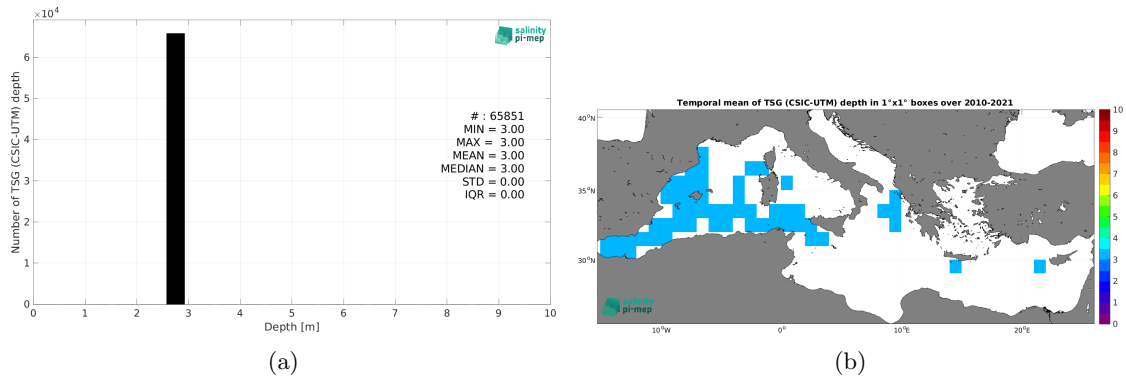 ×10⁴
salinity
pi-mep
Number of TSG (CSIC-UTM) depth
6
5
4
3
2
1
0
# : 65851
MIN = 3.00
MAX = 3.00
MEAN = 3.00
MEDIAN = 3.00
STD = 0.00
IQR = 0.00
0 1 2 3 4 5 6 7 8 9 10
Depth [m]
(a)
Temporal mean of TSG (CSIC-UTM) depth in 1°x1° boxes over 2010-2021
40°N
35°N
30°N
10°W 0° 10°E 20°E
salinity
pi-mep
10
9
8
7
6
5
4
3
2
1
0
(b)